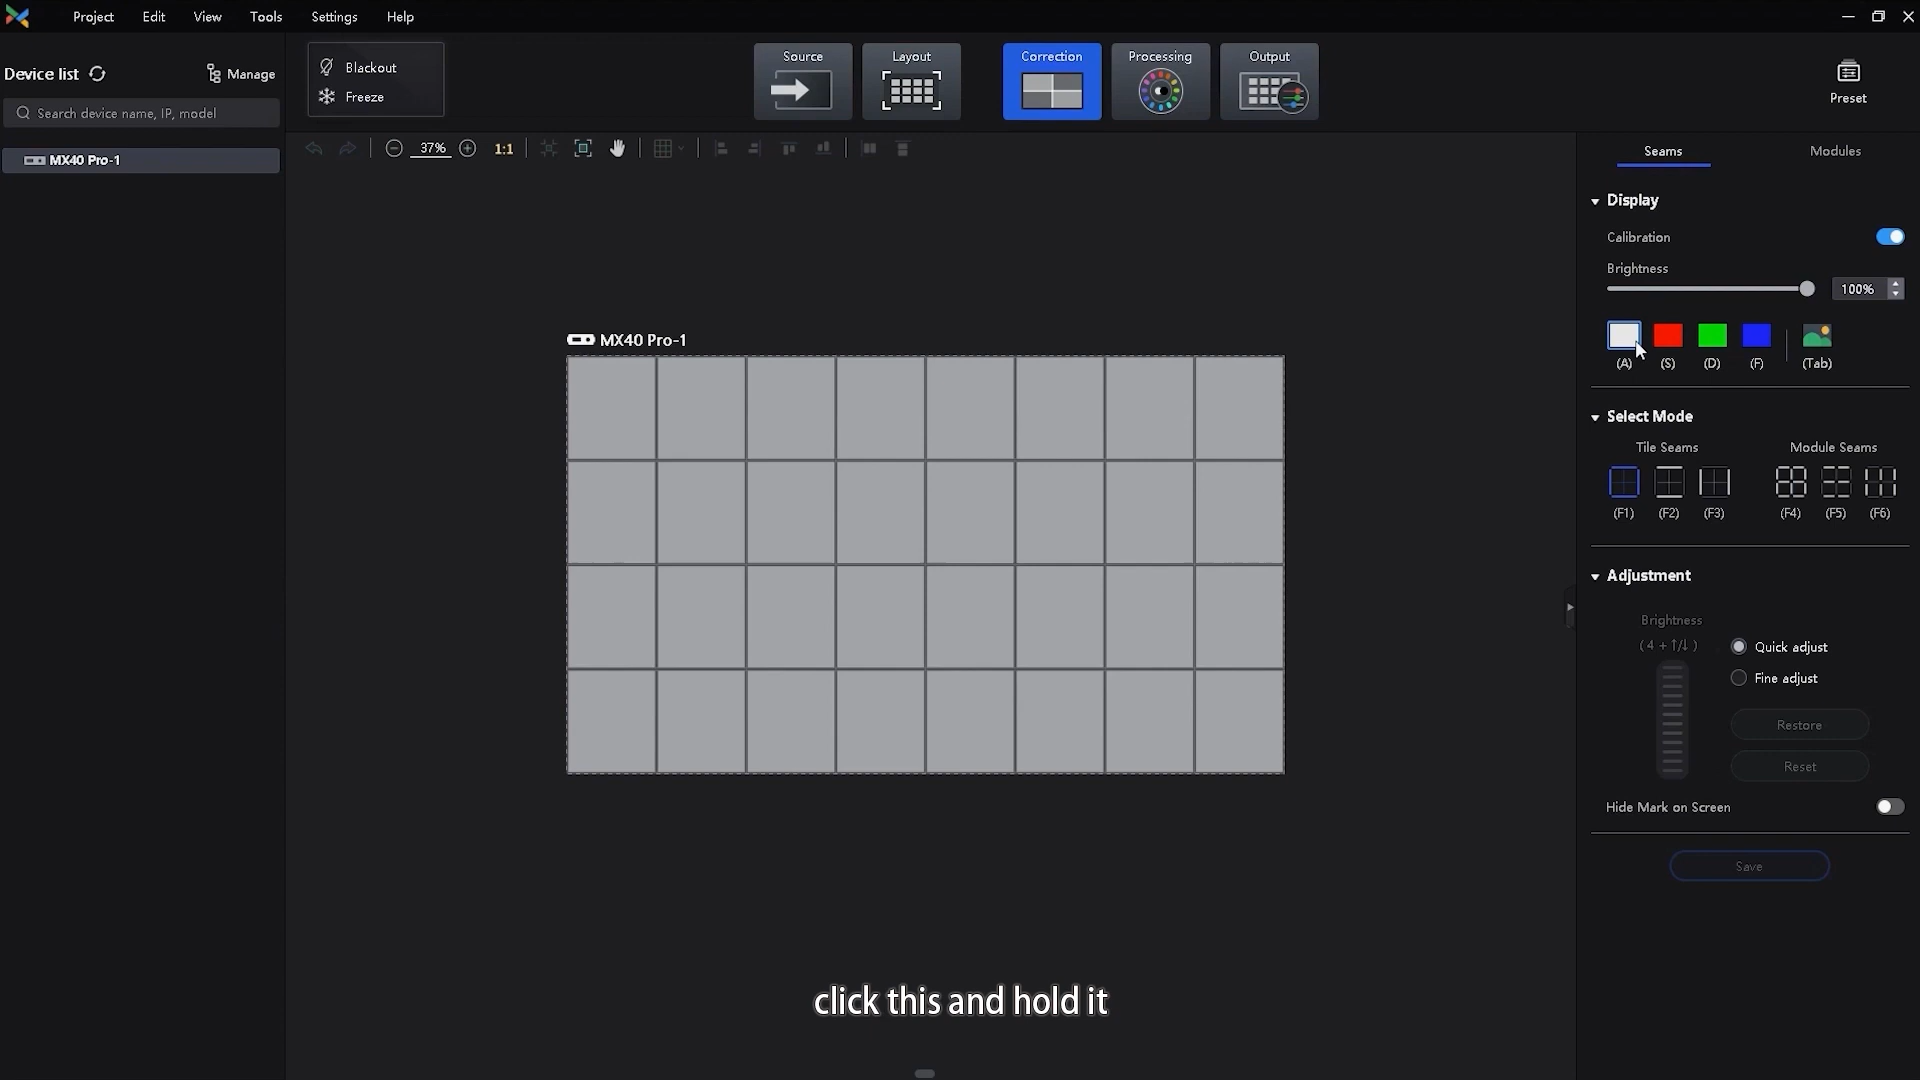 Project Edit View Tools Settings Help
Device list Manage
Search device name, IP, model
MX40 Pro-1
Blackout
Freeze
Source Layout Correction Processing Output
Preset
37% 1:1
MX40 Pro-1
Seams Modules
Display
Calibration
Brightness
100%
(A) (S) (D) (F) (Tab)
Select Mode
Tile Seams Module Seams
(F1) (F2) (F3) (F4) (F5) (F6)
Adjustment
Brightness
( 4 + ↑/↓ )
Quick adjust
Fine adjust
Restore
Reset
Hide Mark on Screen
Save
click this and hold it